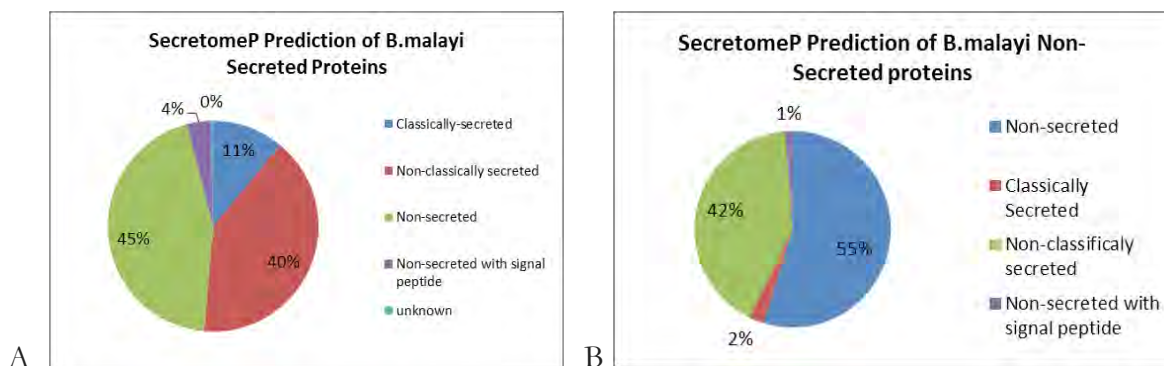 SecretomeP Prediction of B.malayi
Secreted Proteins
0%
4%
11%
45%
40%
Classically-secreted
Non-classically secreted
Non-secreted
Non-secreted with signal
peptide
unknown
A
SecretomeP Prediction of B.malayi Non-
Secreted proteins
1%
42%
55%
2%
Non-secreted
Classically
Secreted
Non-classificaly
secreted
Non-secreted with
signal peptide
B